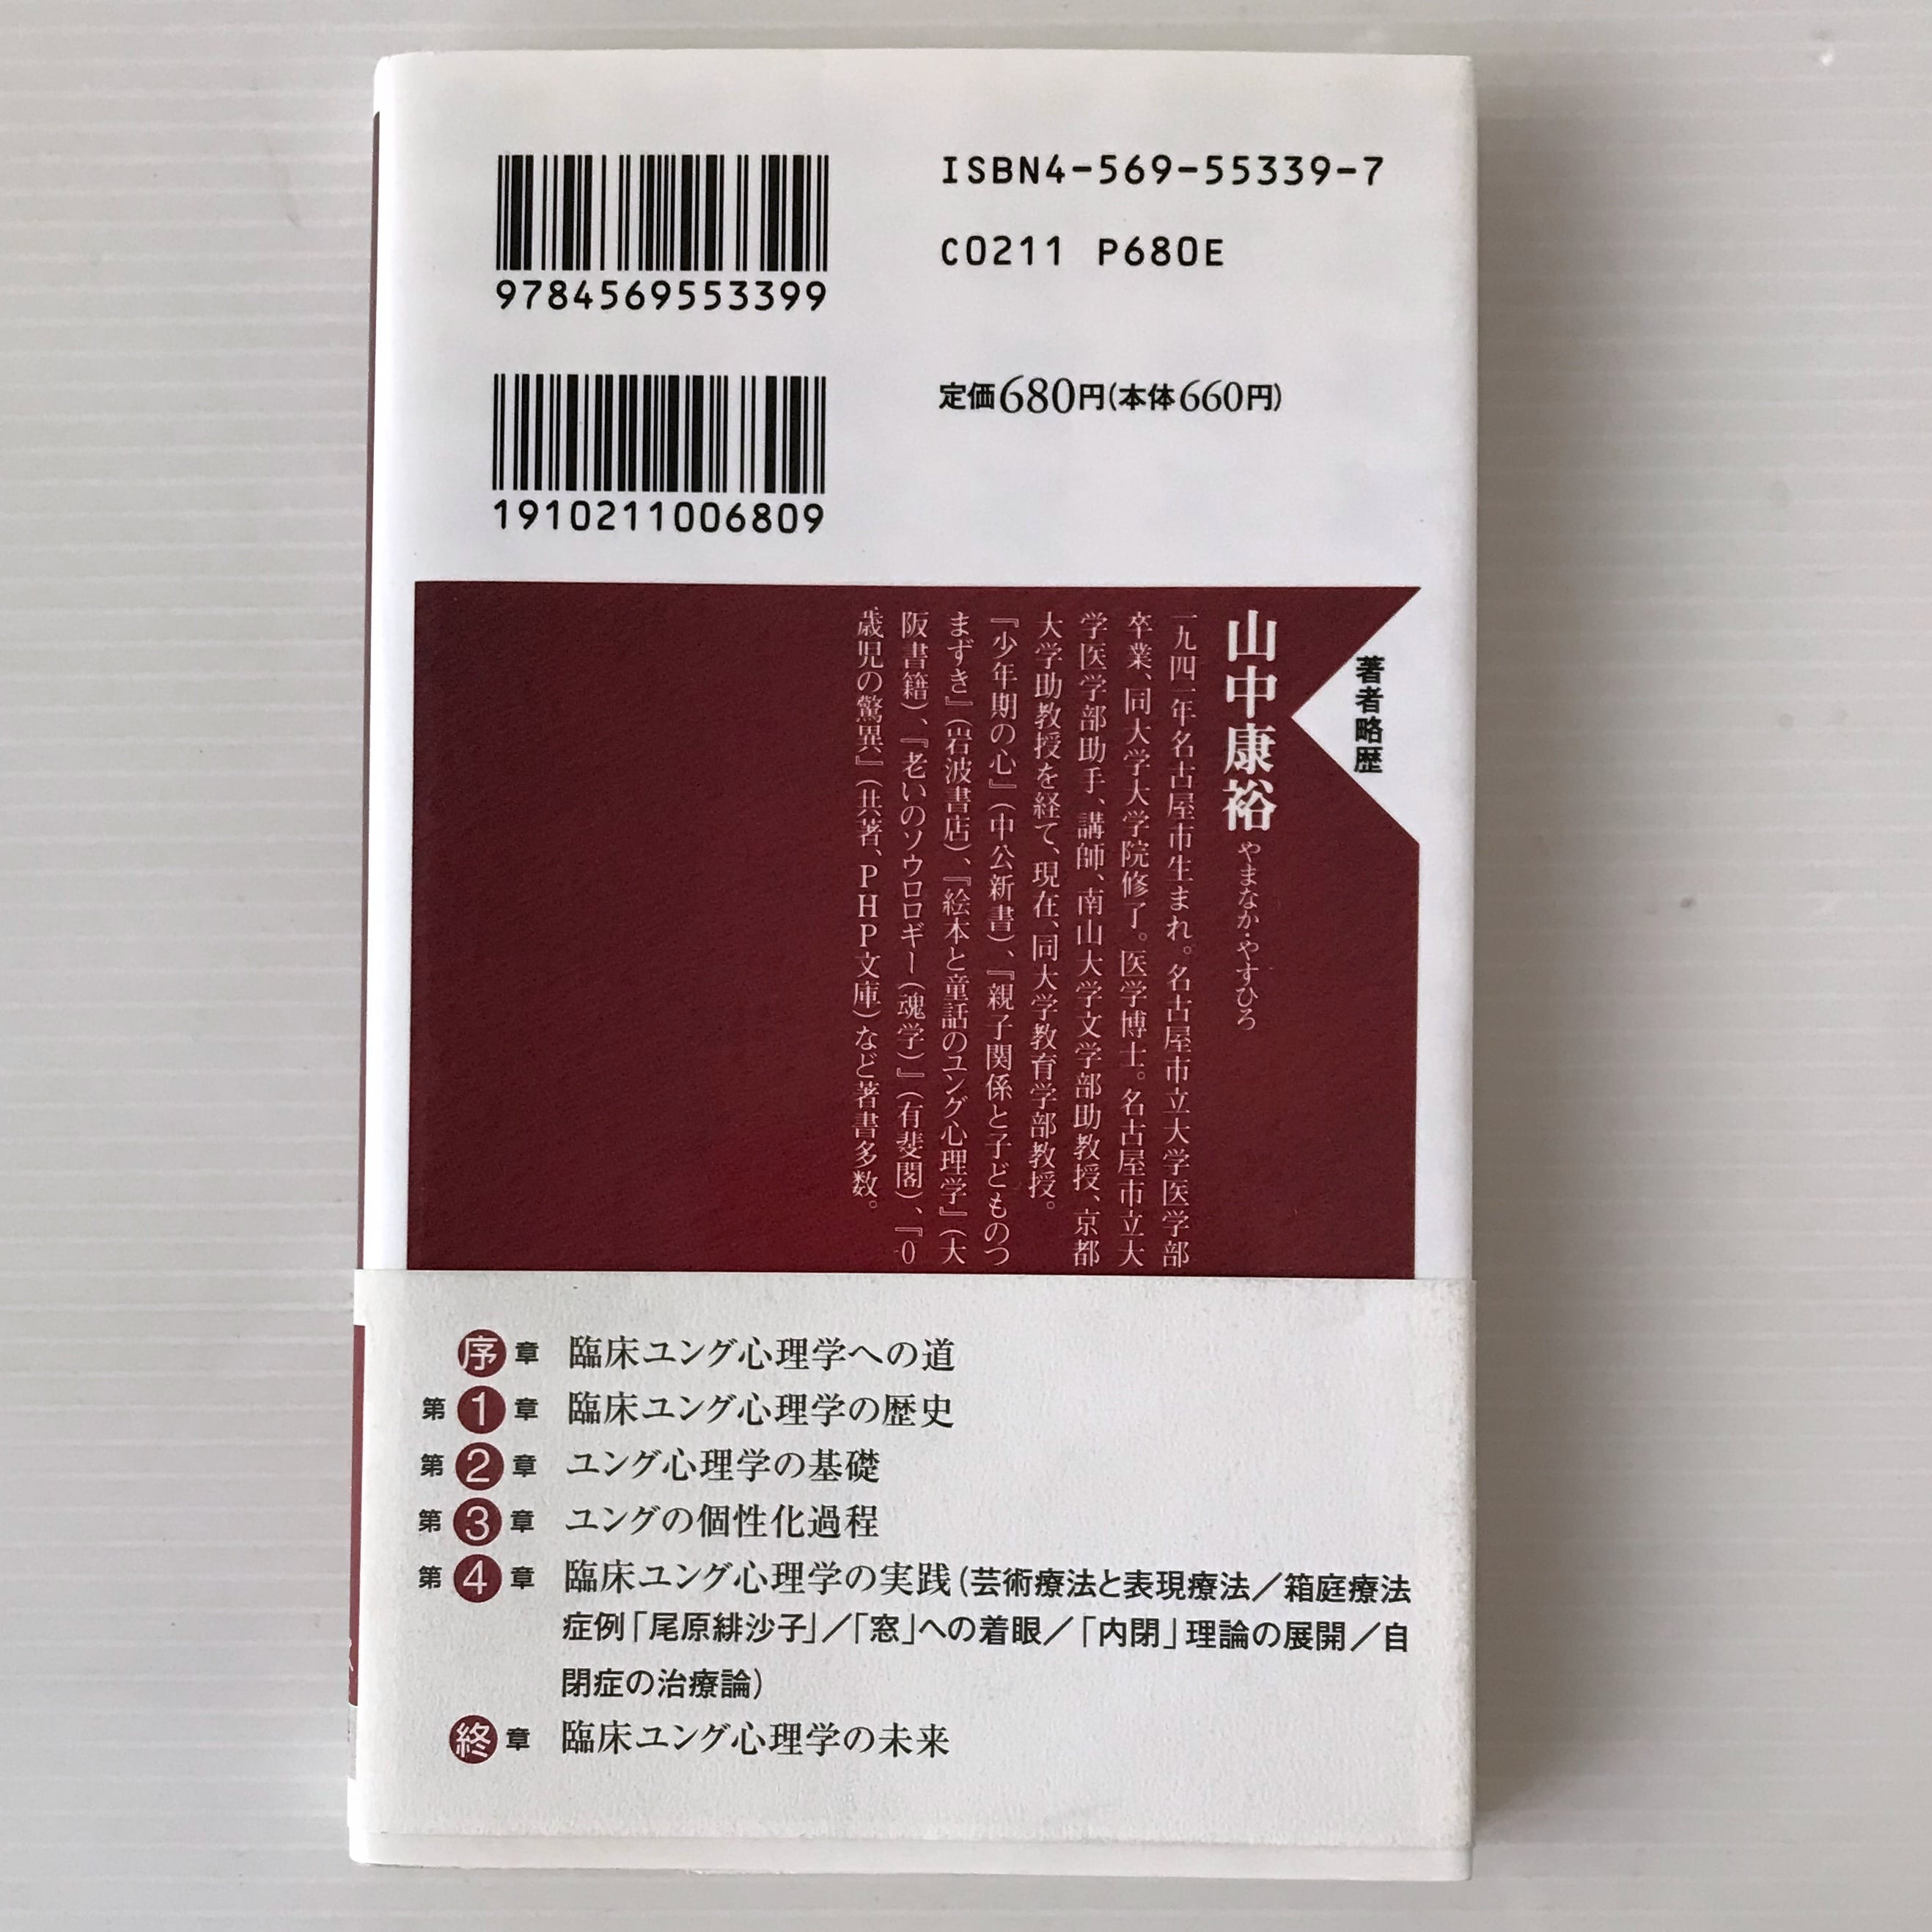 ISBN4-569-55339-7
C0211 P680E
9784569553399
定価680円(本体660円)
1910211006809
著者略歴
山中康裕 やまなか・やすひろ
一九四一年名古屋市生まれ。名古屋市立大学医学部
卒業、同大学大学院修了。医学博士。名古屋市立大
学医学部助手、講師、南山大学文学部助教授、京都
大学助教授を経て、現在、同大学教育学部教授。
『少年期の心』(中公新書)、『親子関係と子どものつ
まずき』(岩波書店)、『絵本と童話のユング心理学』(大
阪書籍)、『老いのソウロロギー(魂学)』(有斐閣)、『0
歳児の驚異』(共著、PHP文庫)など著書多数。
序章 臨床ユング心理学への道
第1章 臨床ユング心理学の歴史
第2章 ユング心理学の基礎
第3章 ユングの個性化過程
第4章 臨床ユング心理学の実践(芸術療法と表現療法/箱庭療法
症例「尾原緋沙子」/「窓」への着眼/「内閉」理論の展開/自
閉症の治療論)
終章 臨床ユング心理学の未来